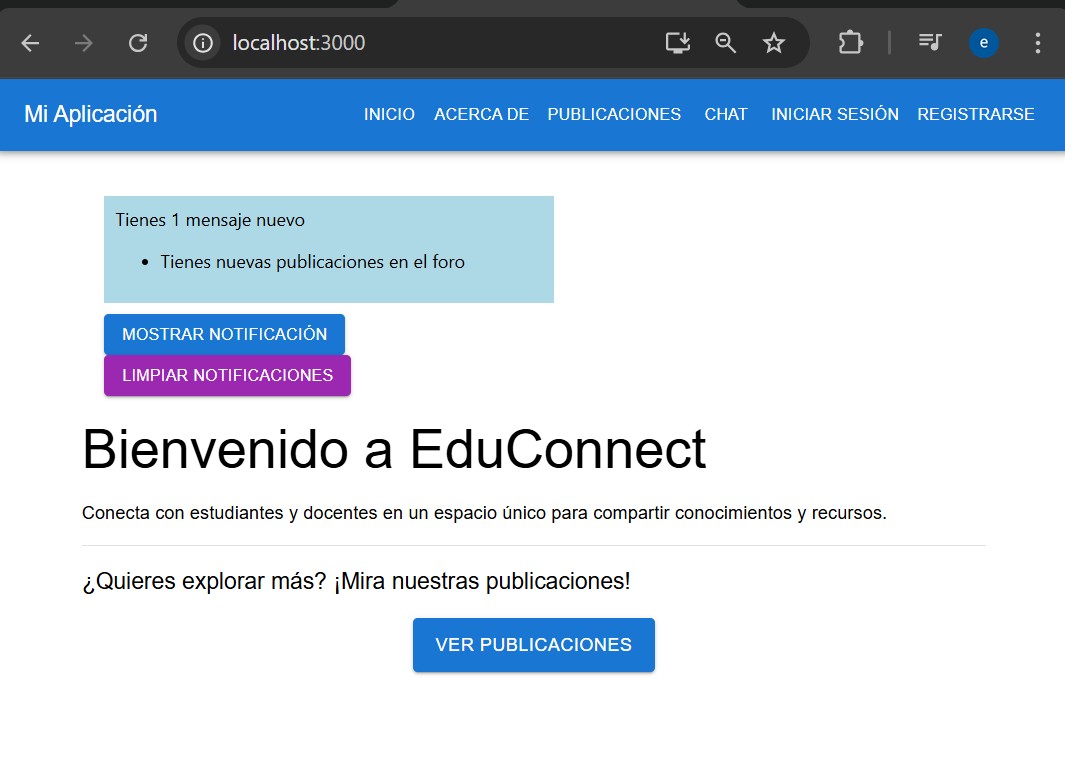 localhost:3000
e
Mi Aplicación
INICIO ACERCA DE PUBLICACIONES CHAT INICIAR SESIÓN REGISTRARSE
Tienes 1 mensaje nuevo
• Tienes nuevas publicaciones en el foro
MOSTRAR NOTIFICACIÓN
LIMPIAR NOTIFICACIONES
Bienvenido a EduConnect
Conecta con estudiantes y docentes en un espacio único para compartir conocimientos y recursos.
¿Quieres explorar más? ¡Mira nuestras publicaciones!
VER PUBLICACIONES